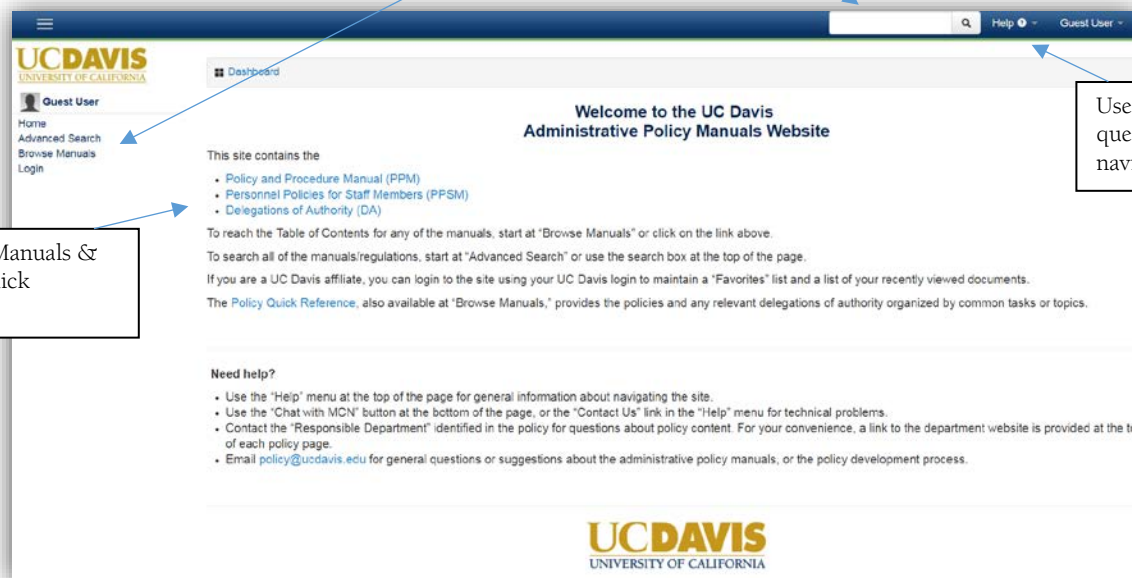 Help
Guest User
UCDAVIS
UNIVERSITY OF CALIFORNIA
Guest User
Home
Advanced Search
Browse Manuals
Login
Dashboard
Welcome to the UC Davis
Administrative Policy Manuals Website
This site contains the
• Policy and Procedure Manual (PPM)
• Personnel Policies for Staff Members (PPSM)
• Delegations of Authority (DA)
To reach the Table of Contents for any of the manuals, start at "Browse Manuals" or click on the link above.
To search all of the manuals/regulations, start at "Advanced Search" or use the search box at the top of the page.
If you are a UC Davis affiliate, you can login to the site using your UC Davis login to maintain a "Favorites" list and a list of your recently viewed documents.
The Policy Quick Reference, also available at "Browse Manuals," provides the policies and any relevant delegations of authority organized by common tasks or topics.
Use
que
navi
Manuals &
ick
Need help?
• Use the "Help" menu at the top of the page for general information about navigating the site.
• Use the "Chat with MCN" button at the bottom of the page, or the "Contact Us" link in the "Help" menu for technical problems.
• Contact the "Responsible Department" identified in the policy for questions about policy content. For your convenience, a link to the department website is provided at the t
of each policy page.
• Email policy@ucdavis.edu for general questions or suggestions about the administrative policy manuals, or the policy development process.
UCDAVIS
UNIVERSITY OF CALIFORNIA